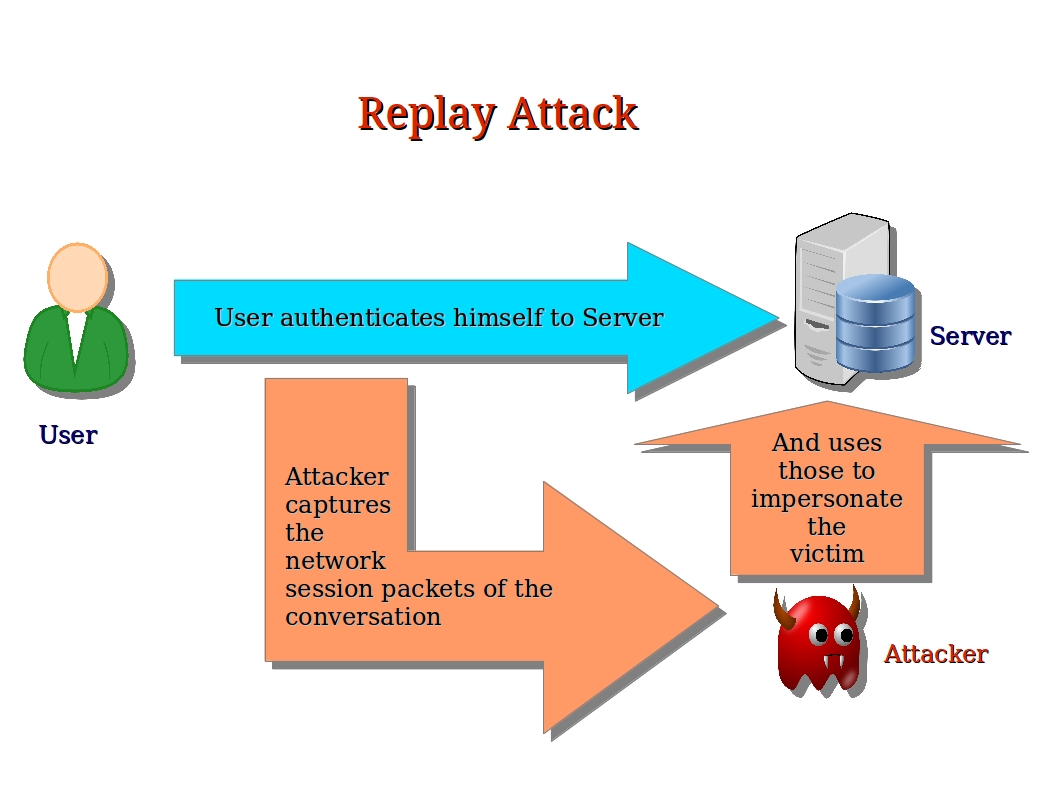 Replay Attack
User authenticates himself to Server
Server
User
Attacker
captures
the
network
session packets of the
conversation
And uses
those to
impersonate
the
victim
Attacker